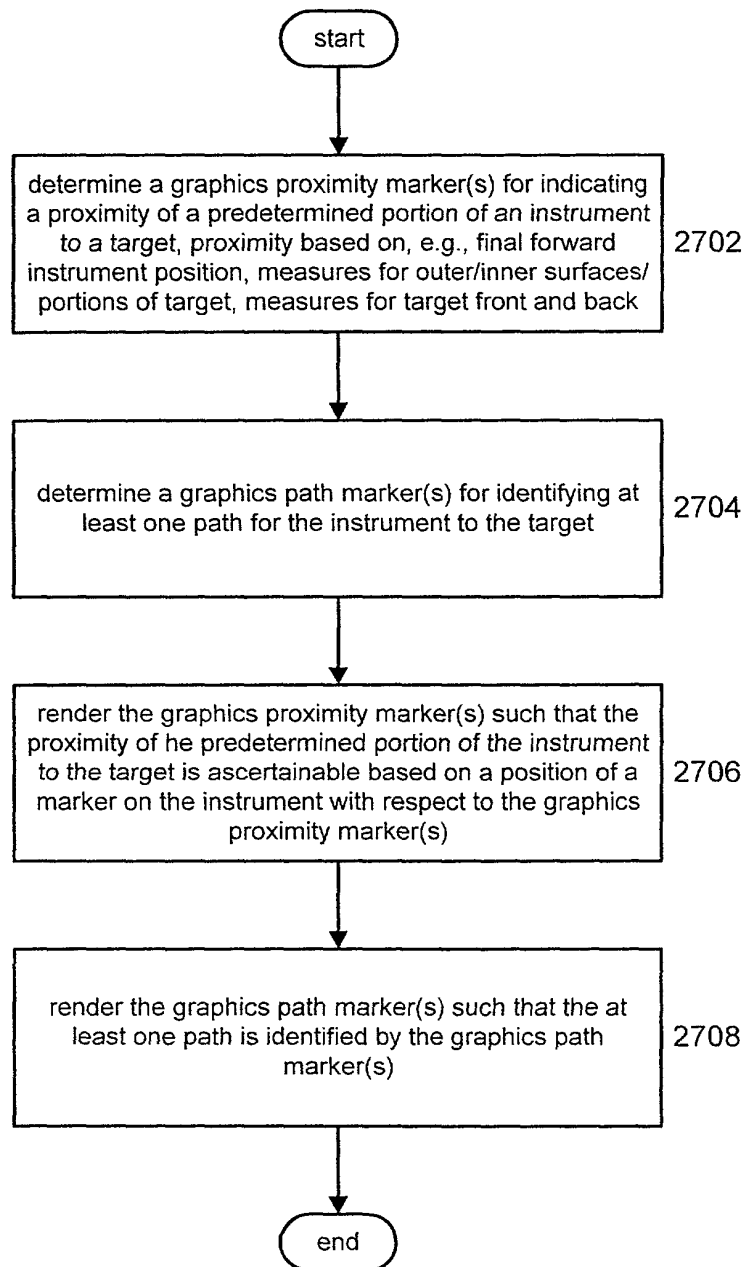 start
determine a graphics proximity marker(s) for indicating
a proximity of a predetermined portion of an instrument
to a target, proximity based on, e.g., final forward
instrument position, measures for outer/inner surfaces/
portions of target, measures for target front and back
2702
determine a graphics path marker(s) for identifying at
least one path for the instrument to the target
2704
render the graphics proximity marker(s) such that the
proximity of he predetermined portion of the instrument
to the target is ascertainable based on a position of a
marker on the instrument with respect to the graphics
proximity marker(s)
2706
render the graphics path marker(s) such that the at
least one path is identified by the graphics path
marker(s)
2708
end